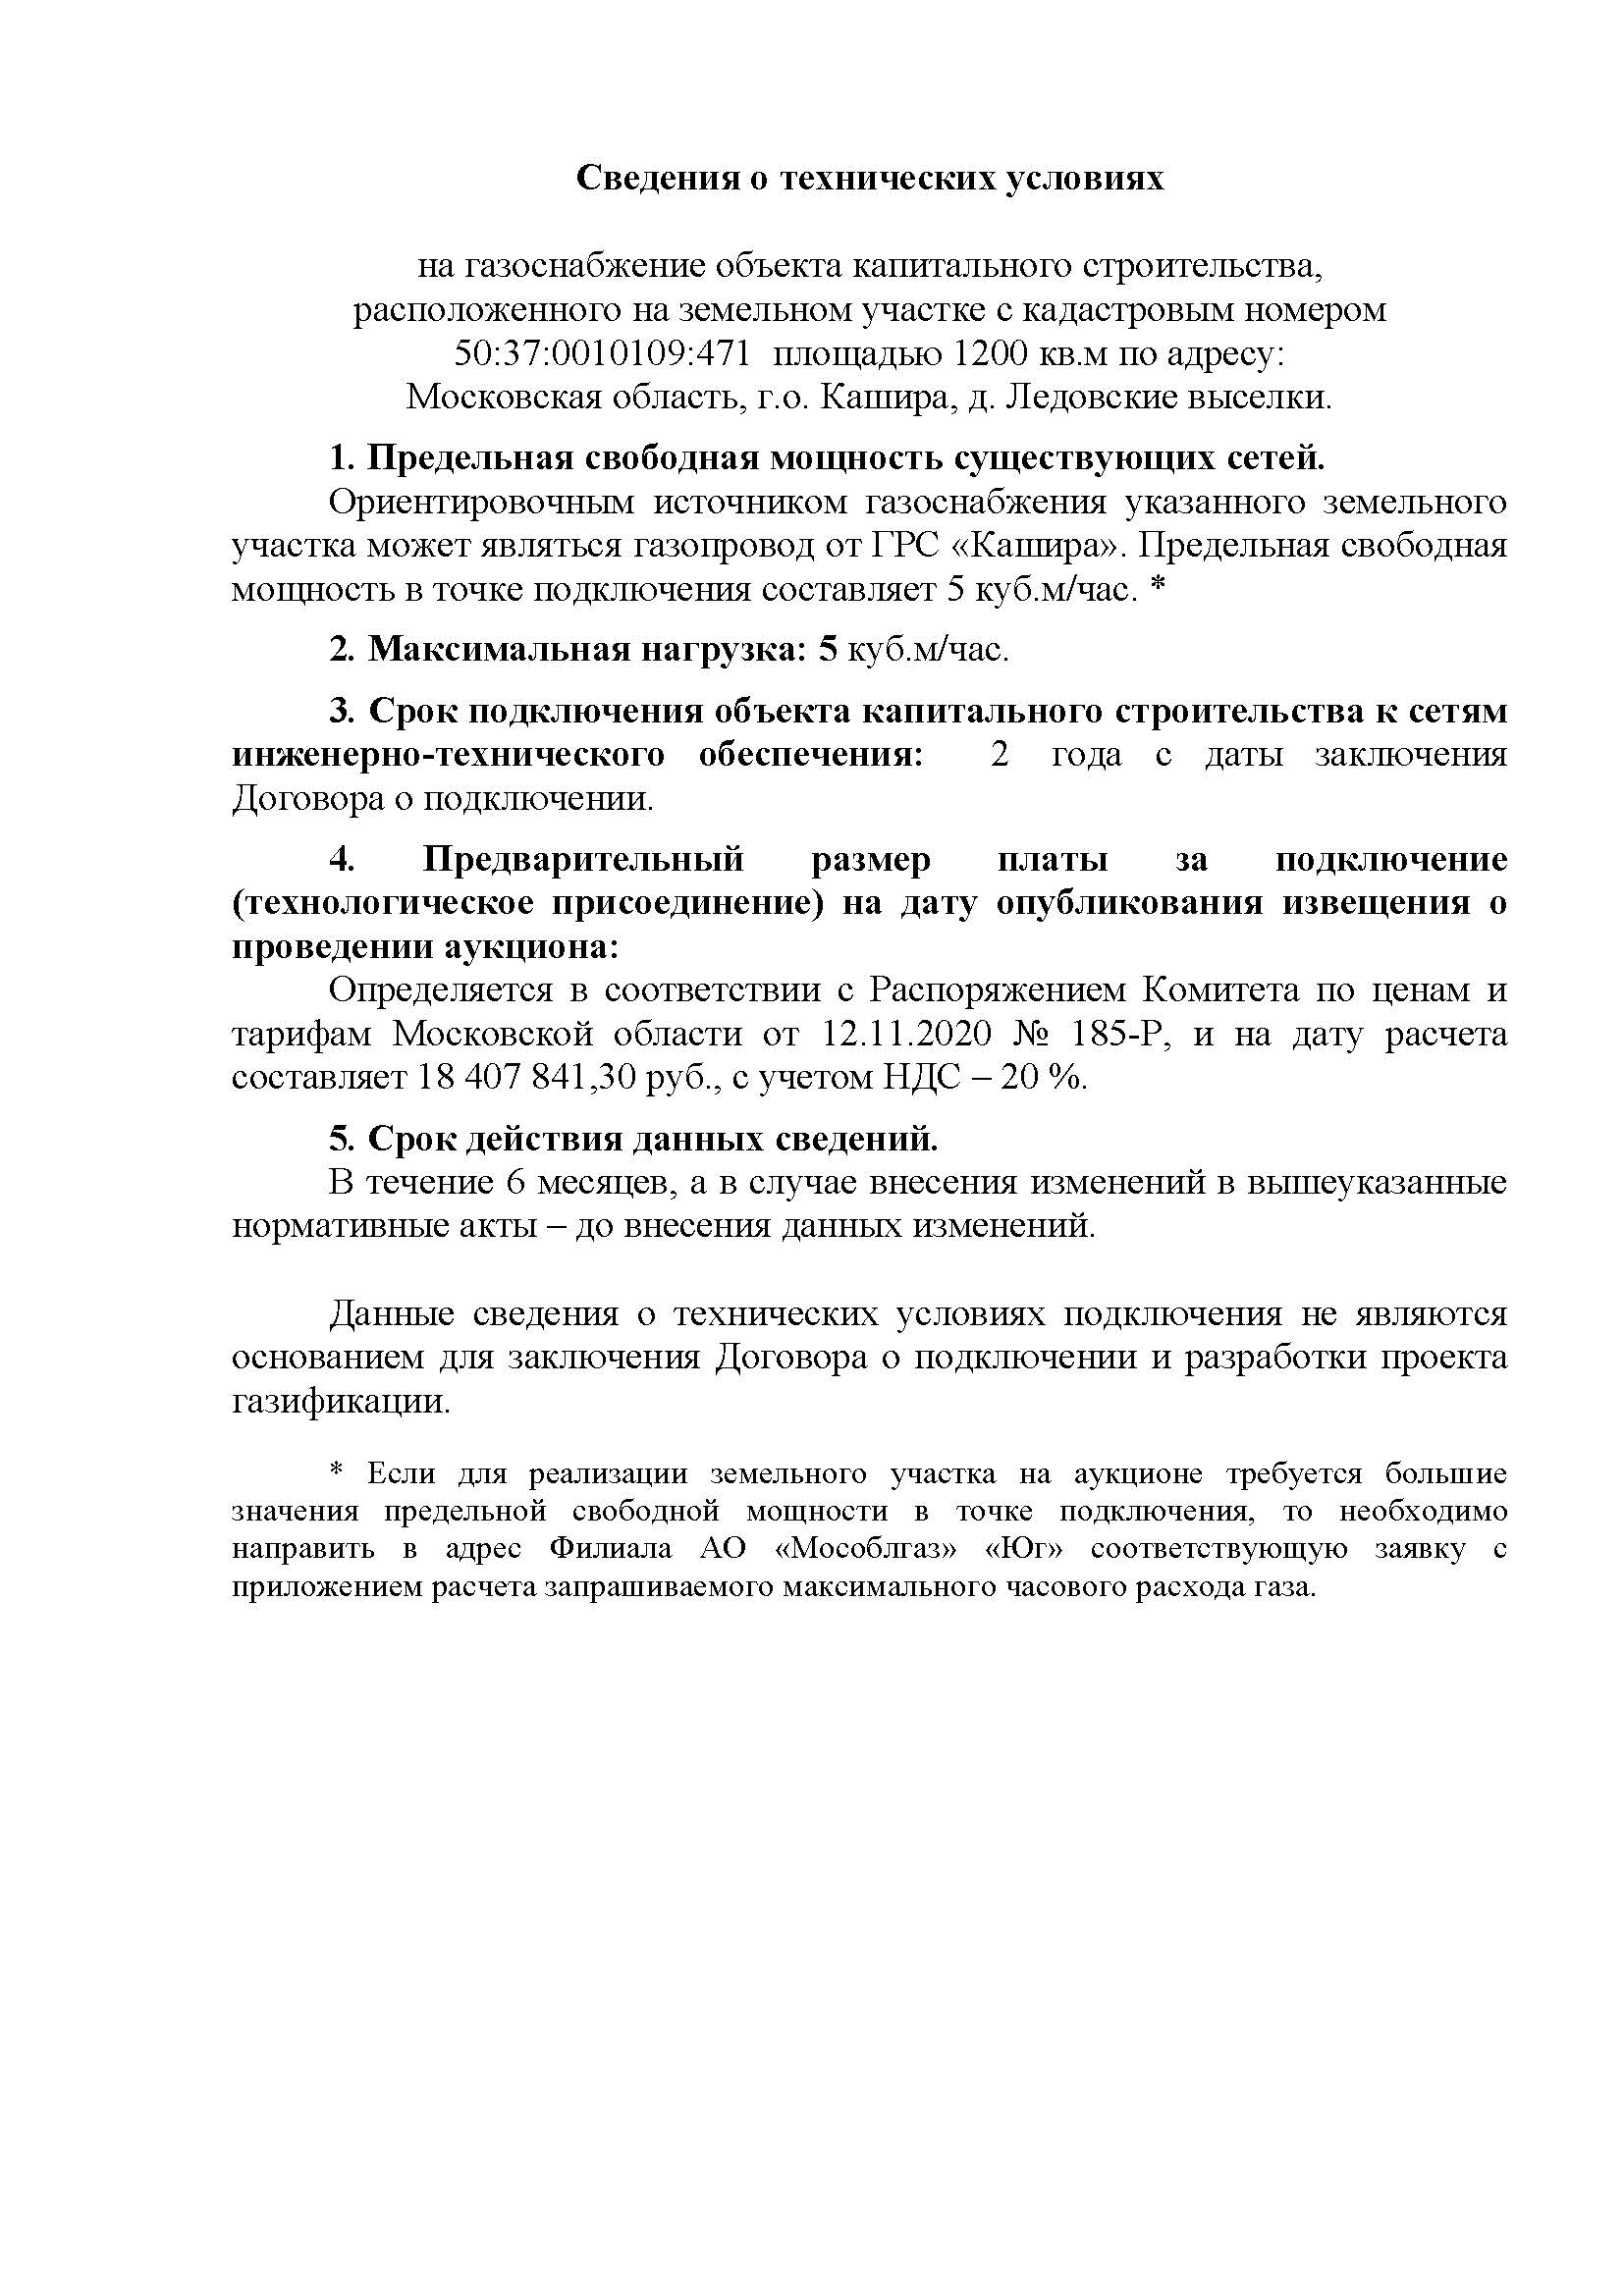 Сведения о технических условиях
на газоснабжение объекта капитального строительства,
расположенного на земельном участке с кадастровым номером
50:37:0010109:471 площадью 1200 кв.м по адресу:
Московская область, г.о. Кашира, д. Ледовские выселки.
1. Предельная свободная мощность существующих сетей.
Ориентировочным источником газоснабжения указанного земельного
участка может являться газопровод от ГРС «Кашира». Предельная свободная
мощность в точке подключения составляет 5 куб.м/час. *
2. Максимальная нагрузка: 5 куб.м/час.
3. Срок подключения объекта капитального строительства к сетям
инженерно-технического обеспечения: 2 года с даты заключения
Договора о подключении.
4. Предварительный размер платы за подключение
(технологическое присоединение) на дату опубликования извещения о
проведении аукциона:
Определяется в соответствии с Распоряжением Комитета по ценам и
тарифам Московской области от 12.11.2020 № 185-Р, и на дату расчета
составляет 18 407 841,30 руб., с учетом НДС – 20 %.
5. Срок действия данных сведений.
В течение 6 месяцев, а в случае внесения изменений в вышеуказанные
нормативные акты – до внесения данных изменений.
Данные сведения о технических условиях подключения не являются
основанием для заключения Договора о подключении и разработки проекта
газификации.
* Если для реализации земельного участка на аукционе требуется большие
значения предельной свободной мощности в точке подключения, то необходимо
направить в адрес Филиала АО «Мособлгаз» «Юг» соответствующую заявку с
приложением расчета запрашиваемого максимального часового расхода газа.